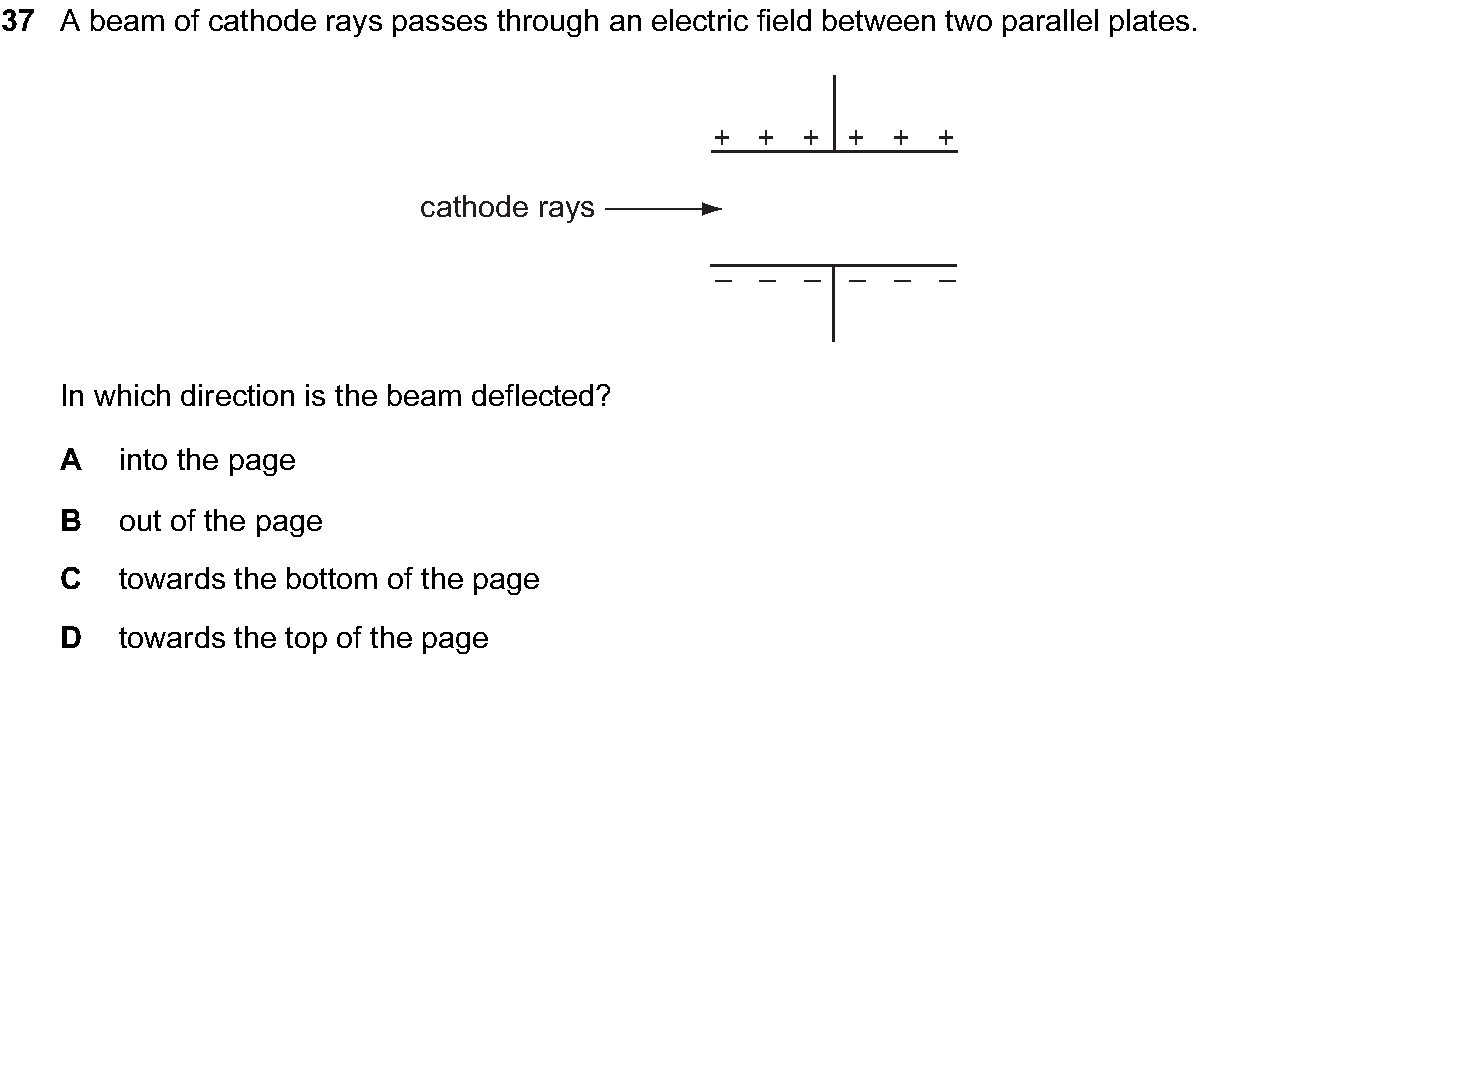 37 A beam of cathode rays passes through an electric field between two parallel plates.
+ + + + + +
cathode rays
– – – – – –
In which direction is the beam deflected?
A into the page
B out of the page
C towards the bottom of the page
D towards the top of the page